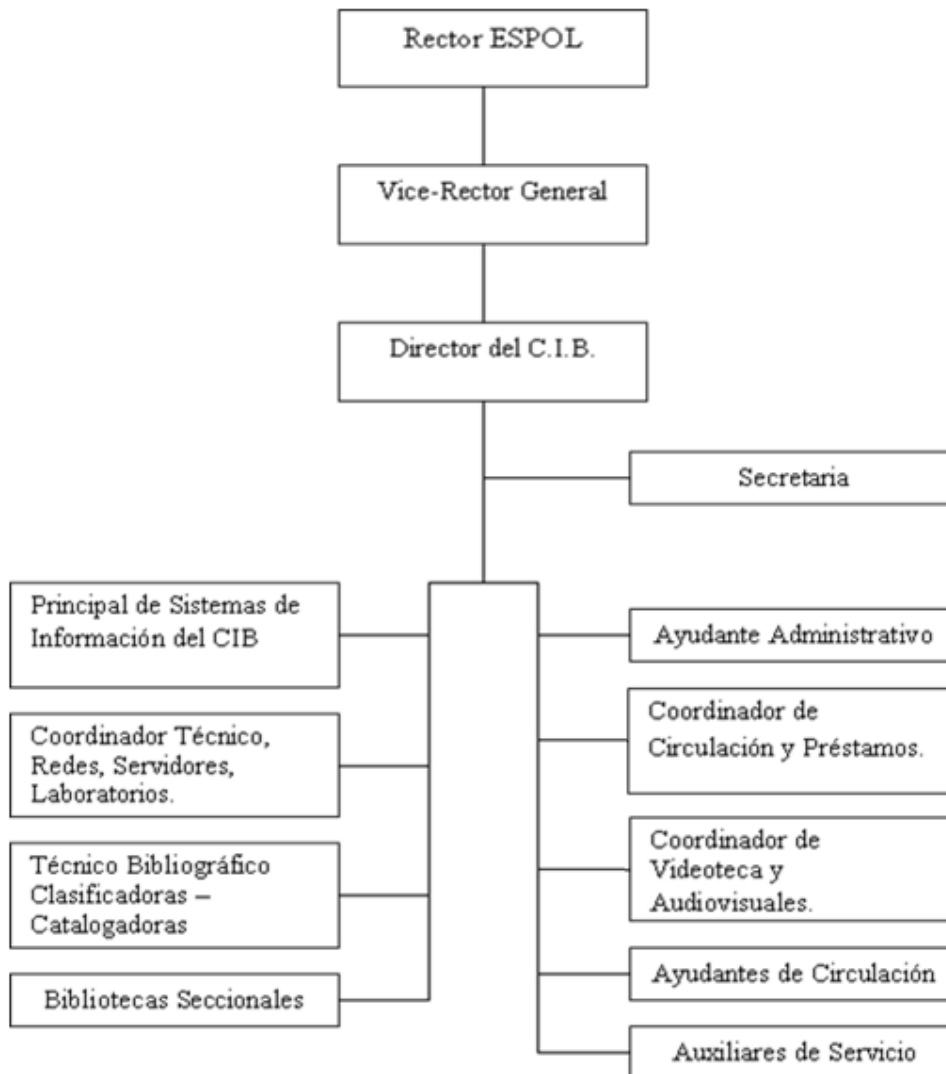 Rector ESPOL
Vice-Rector General
Director del C.I.B.
Secretaria
Principal de Sistemas de
Información del CIB
Coordinador Técnico,
Redes, Servidores,
Laboratorios.
Técnico Bibliográfico
Clasificadoras –
Catalogadoras
Bibliotecas Seccionales
Ayudante Administrativo
Coordinador de
Circulación y Préstamos.
Coordinador de
Videoteca y
Audiovisuales.
Ayudantes de Circulación
Auxiliares de Servicio